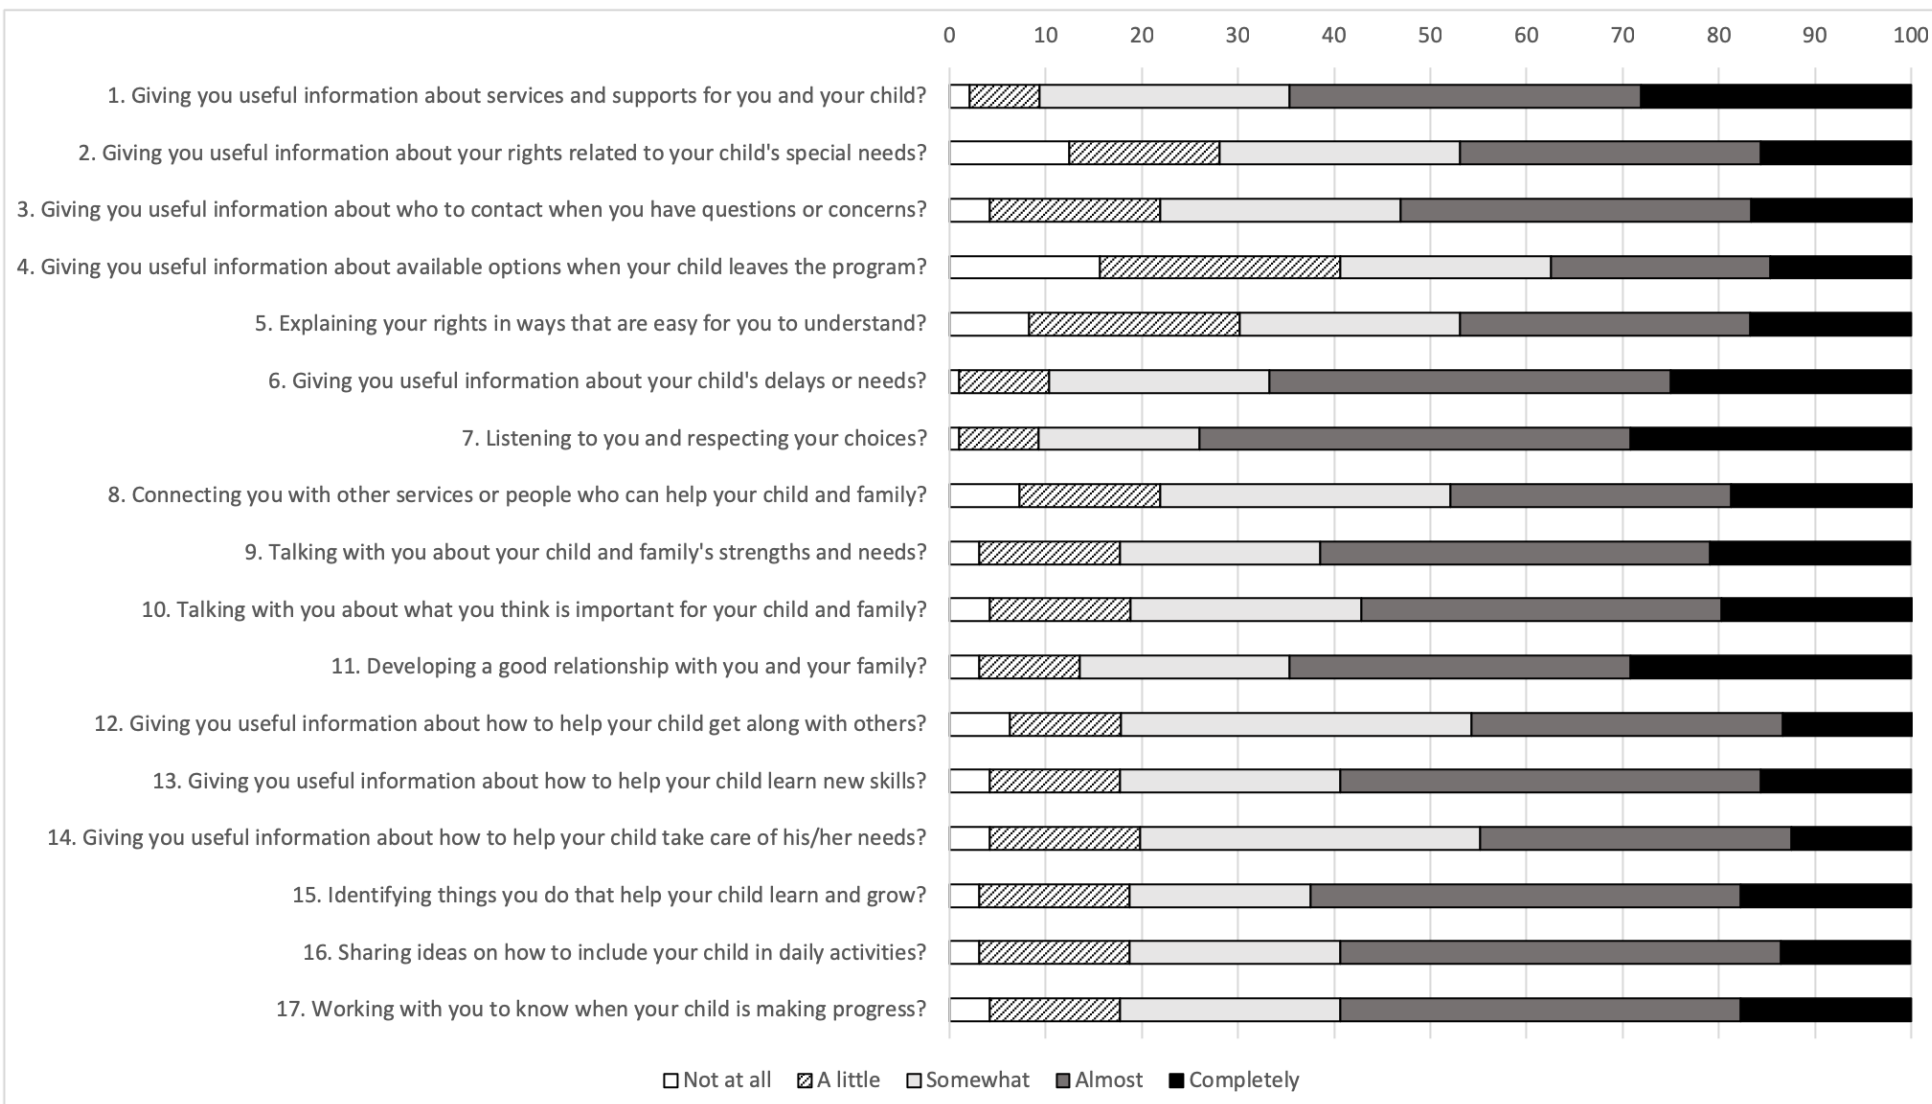 0 10 20 30 40 50 60 70 80 90 100
1. Giving you useful information about services and supports for you and your child?
2. Giving you useful information about your rights related to your child's special needs?
3. Giving you useful information about who to contact when you have questions or concerns?
4. Giving you useful information about available options when your child leaves the program?
5. Explaining your rights in ways that are easy for you to understand?
6. Giving you useful information about your child's delays or needs?
7. Listening to you and respecting your choices?
8. Connecting you with other services or people who can help your child and family?
9. Talking with you about your child and family's strengths and needs?
10. Talking with you about what you think is important for your child and family?
11. Developing a good relationship with you and your family?
12. Giving you useful information about how to help your child get along with others?
13. Giving you useful information about how to help your child learn new skills?
14. Giving you useful information about how to help your child take care of his/her needs?
15. Identifying things you do that help your child learn and grow?
16. Sharing ideas on how to include your child in daily activities?
17. Working with you to know when your child is making progress?
Not at all A little Somewhat Almost Completely